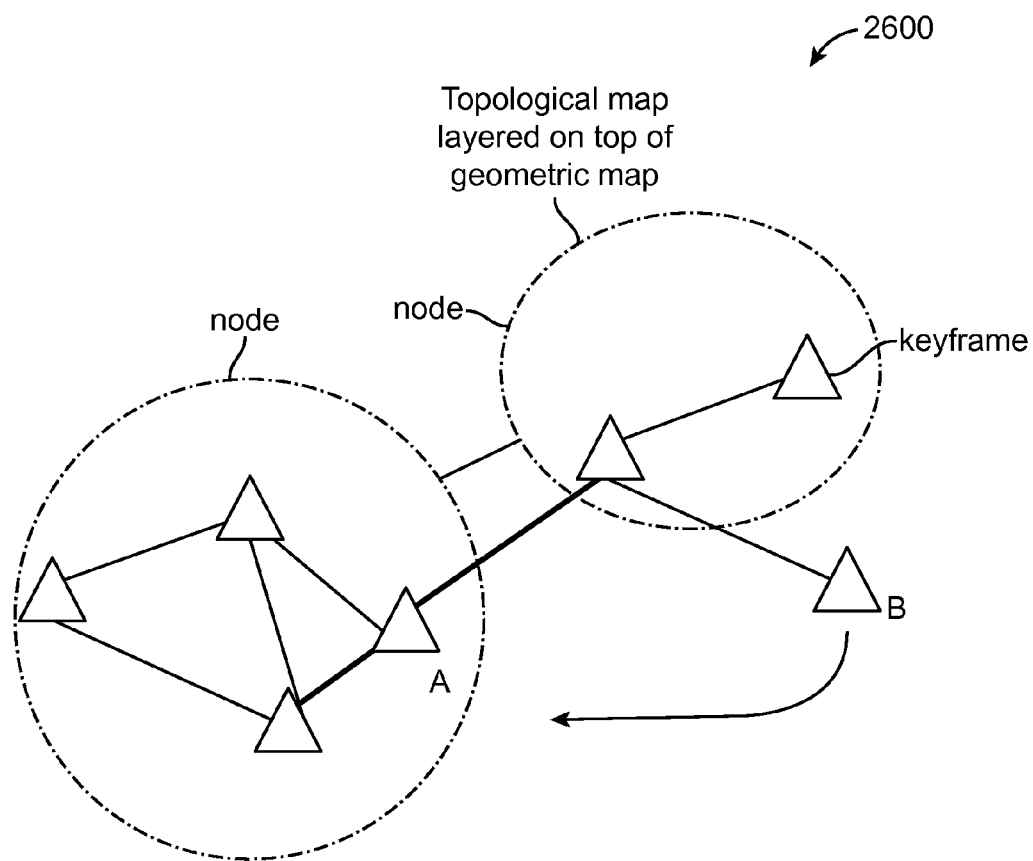 2600
Topological map
layered on top of
geometric map
node
node
keyframe
B
A